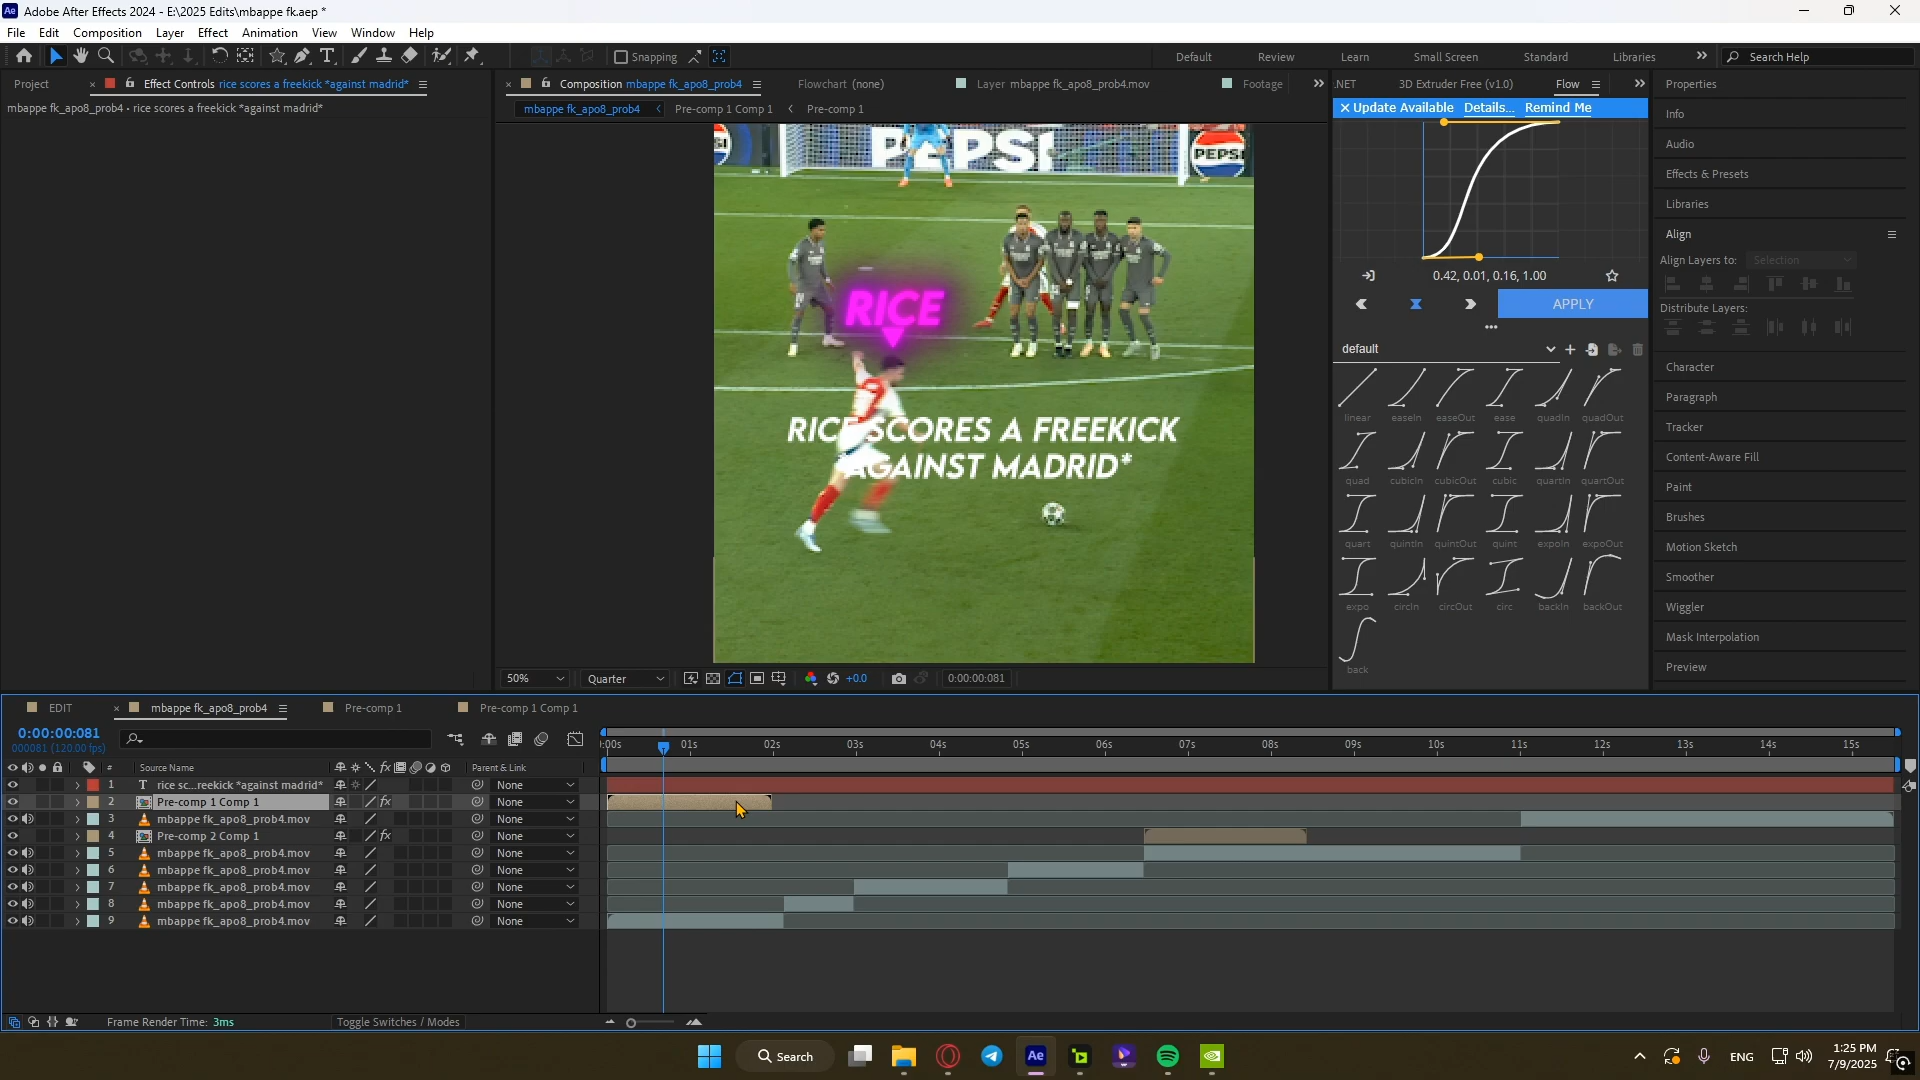 Adobe After Effects 2024 - E:\2025 Edits\mbappe fk.aep *
File Edit Composition Layer Effect Animation View Window Help
Snapping
Default Review Learn Small Screen Standard Libraries
Search Help
Project
Effect Controls rice scores a freekick *against madrid*
mbappe fk_apo8_prob4 • rice scores a freekick *against madrid*
Composition mbappe fk_apo8_prob4
Flowchart (none)
Layer mbappe fk_apo8_prob4.mov
Footage
mbappe fk_apo8_prob4 Pre-comp 1 Comp 1 Pre-comp 1
PEPSI
PEPSI
RICE
RICE SCORES A FREEKICK
AGAINST MADRID*
50% Quarter +0.0 0:00:00:081
.NET 3D Extruder Free (v1.0) Flow
Update Available Details... Remind Me
0.42, 0.01, 0.16, 1.00
APPLY
default
linear easeIn easeOut ease quadIn quadOut
quad cubicIn cubicOut cubic quartIn quartOut
quart quintIn quintOut quint expoIn expoOut
expo circIn circOut circ backIn backOut
back
Properties
Info
Audio
Effects & Presets
Libraries
Align
Align Layers to: Selection
Distribute Layers:
Character
Paragraph
Tracker
Content-Aware Fill
Paint
Brushes
Motion Sketch
Smoother
Wiggler
Mask Interpolation
Preview
EDIT mbappe fk_apo8_prob4 Pre-comp 1 Pre-comp 1 Comp 1
0:00:00:081
000081 (120.00 fps)
:00s 01s 02s 03s 04s 05s 06s 07s 08s 09s 10s 11s 12s 13s 14s 15s
# Source Name Parent & Link
1 T rice sc...reekick *against madrid* None
2 Pre-comp 1 Comp 1 fx None
3 mbappe fk_apo8_prob4.mov None
4 Pre-comp 2 Comp 1 fx None
5 mbappe fk_apo8_prob4.mov None
6 mbappe fk_apo8_prob4.mov None
7 mbappe fk_apo8_prob4.mov None
8 mbappe fk_apo8_prob4.mov None
9 mbappe fk_apo8_prob4.mov None
Frame Render Time: 3ms
Toggle Switches / Modes
Search
Ae
ENG
1:25 PM
7/9/2025